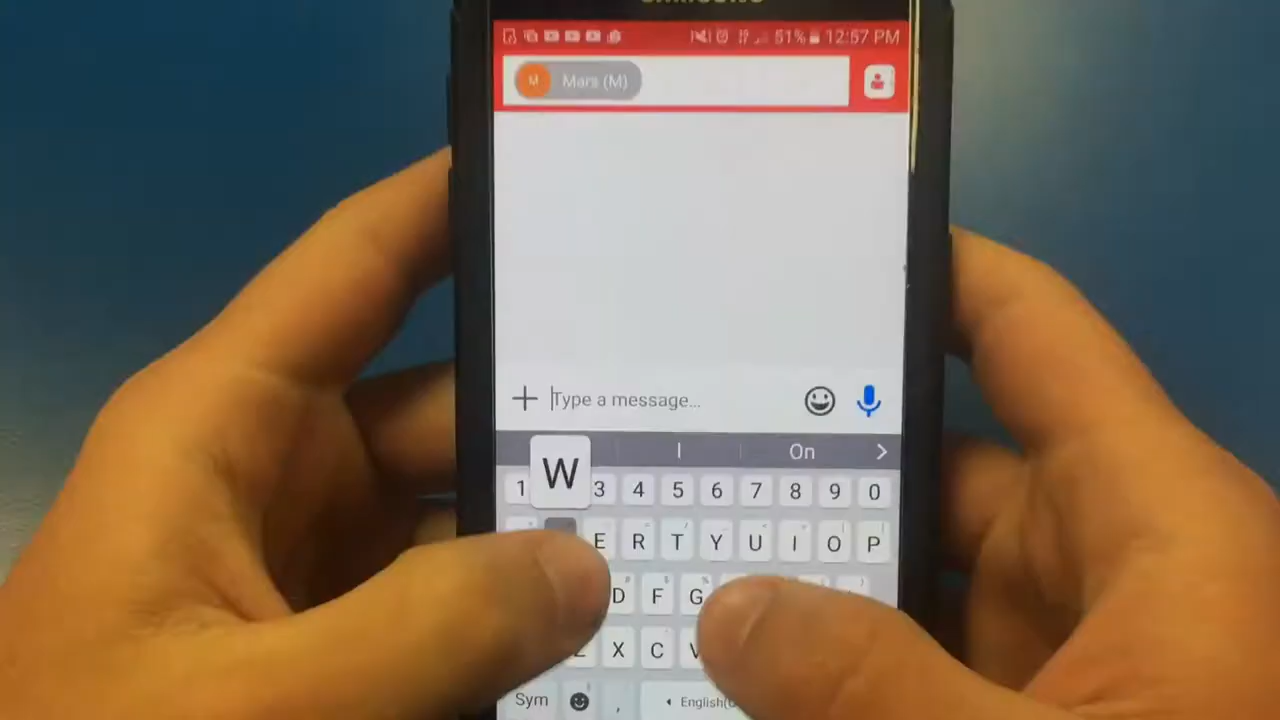 SAMSUNG
51% 12:57 PM
M Mars (M)
Type a message...
I On >
W
1 3 4 5 6 7 8 9 0
E R T Y U I O P
D F G
X C V
Sym , English